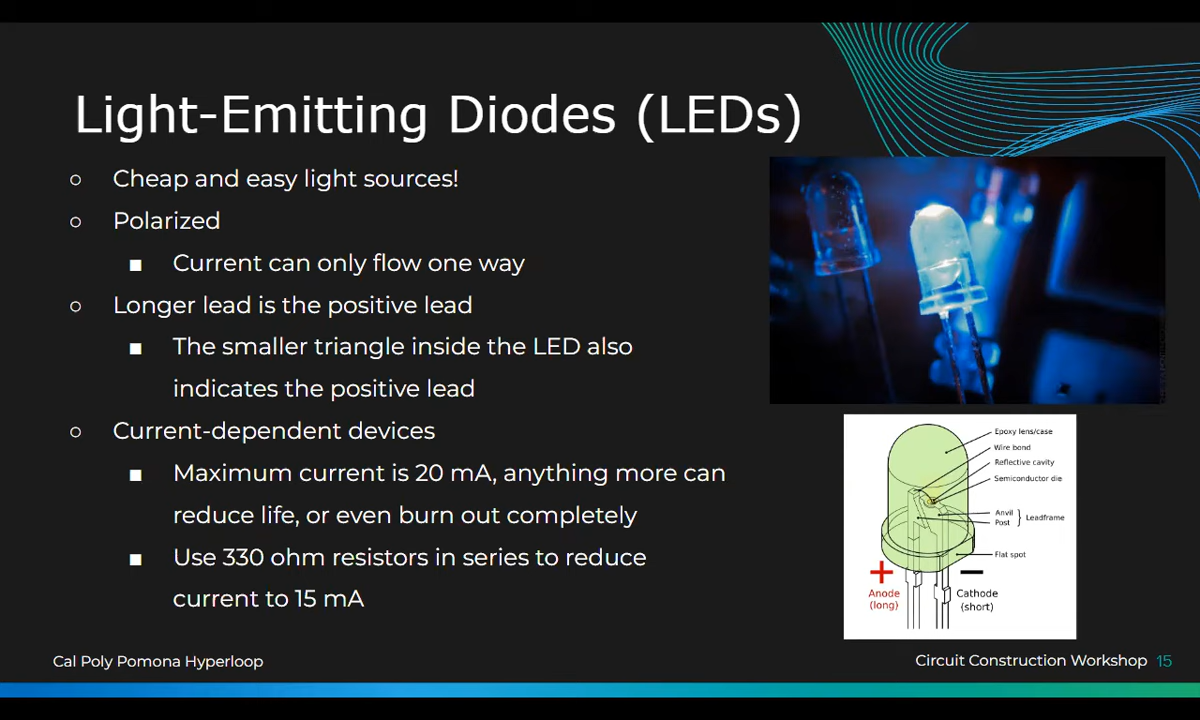 Light-Emitting Diodes (LEDs)
○ Cheap and easy light sources!
○ Polarized
■ Current can only flow one way
○ Longer lead is the positive lead
■ The smaller triangle inside the LED also
indicates the positive lead
○ Current-dependent devices
■ Maximum current is 20 mA, anything more can
reduce life, or even burn out completely
■ Use 330 ohm resistors in series to reduce
current to 15 mA
Epoxy lens/case
Wire bond
Reflective cavity
Semiconductor die
Anvil
Post
Leadframe
Flat spot
+
−
Anode
(long)
Cathode
(short)
Cal Poly Pomona Hyperloop
Circuit Construction Workshop 15